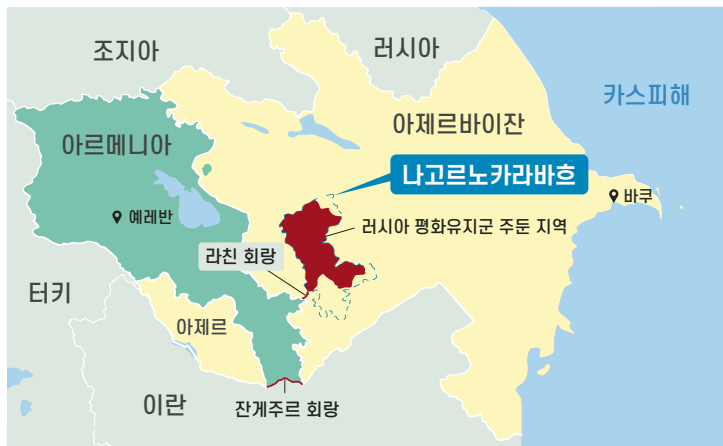 조지아
러시아
카스피해
아제르바이잔
아르메니아
나고르노카라바흐
예레반
바쿠
러시아 평화유지군 주둔 지역
라친 회랑
터키
아제르
이란
잔게주르 회랑